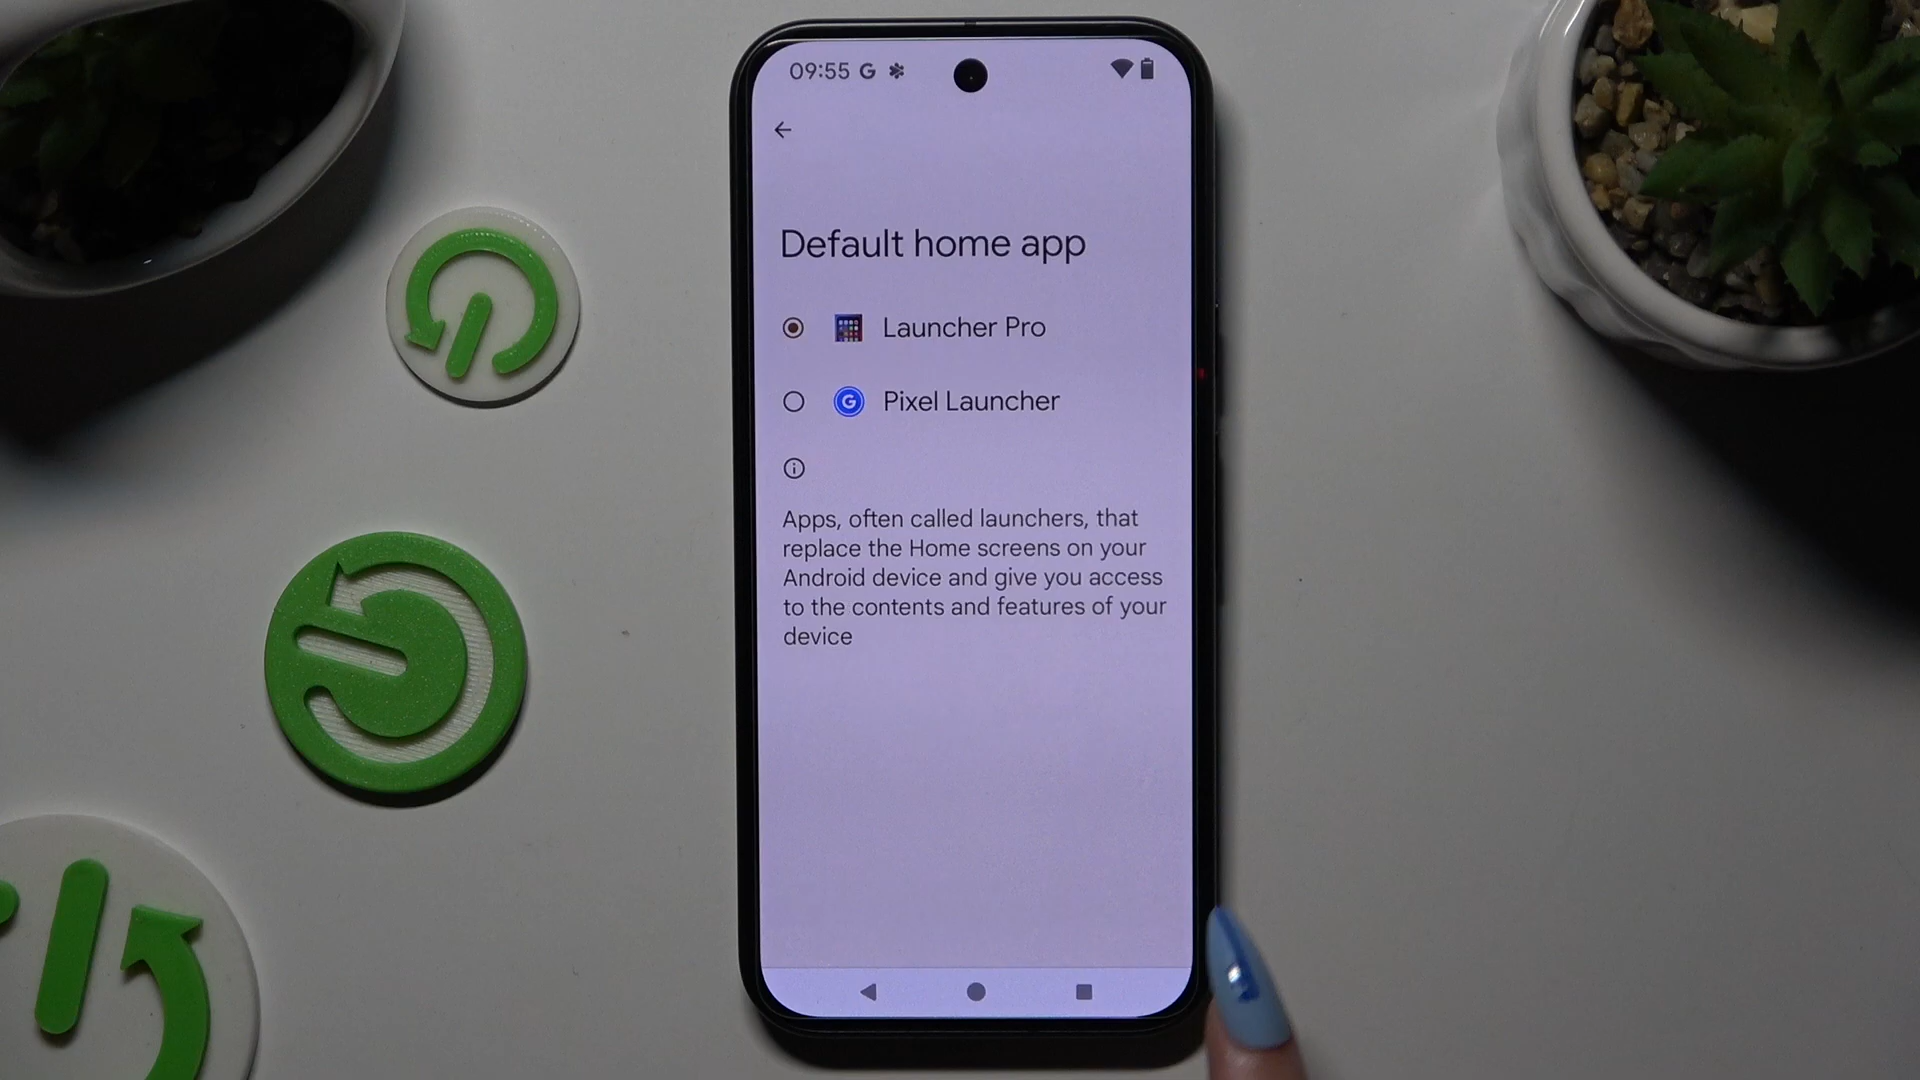 09:55 G
Default home app
Launcher Pro
G Pixel Launcher
Apps, often called launchers, that
replace the Home screens on your
Android device and give you access
to the contents and features of your
device